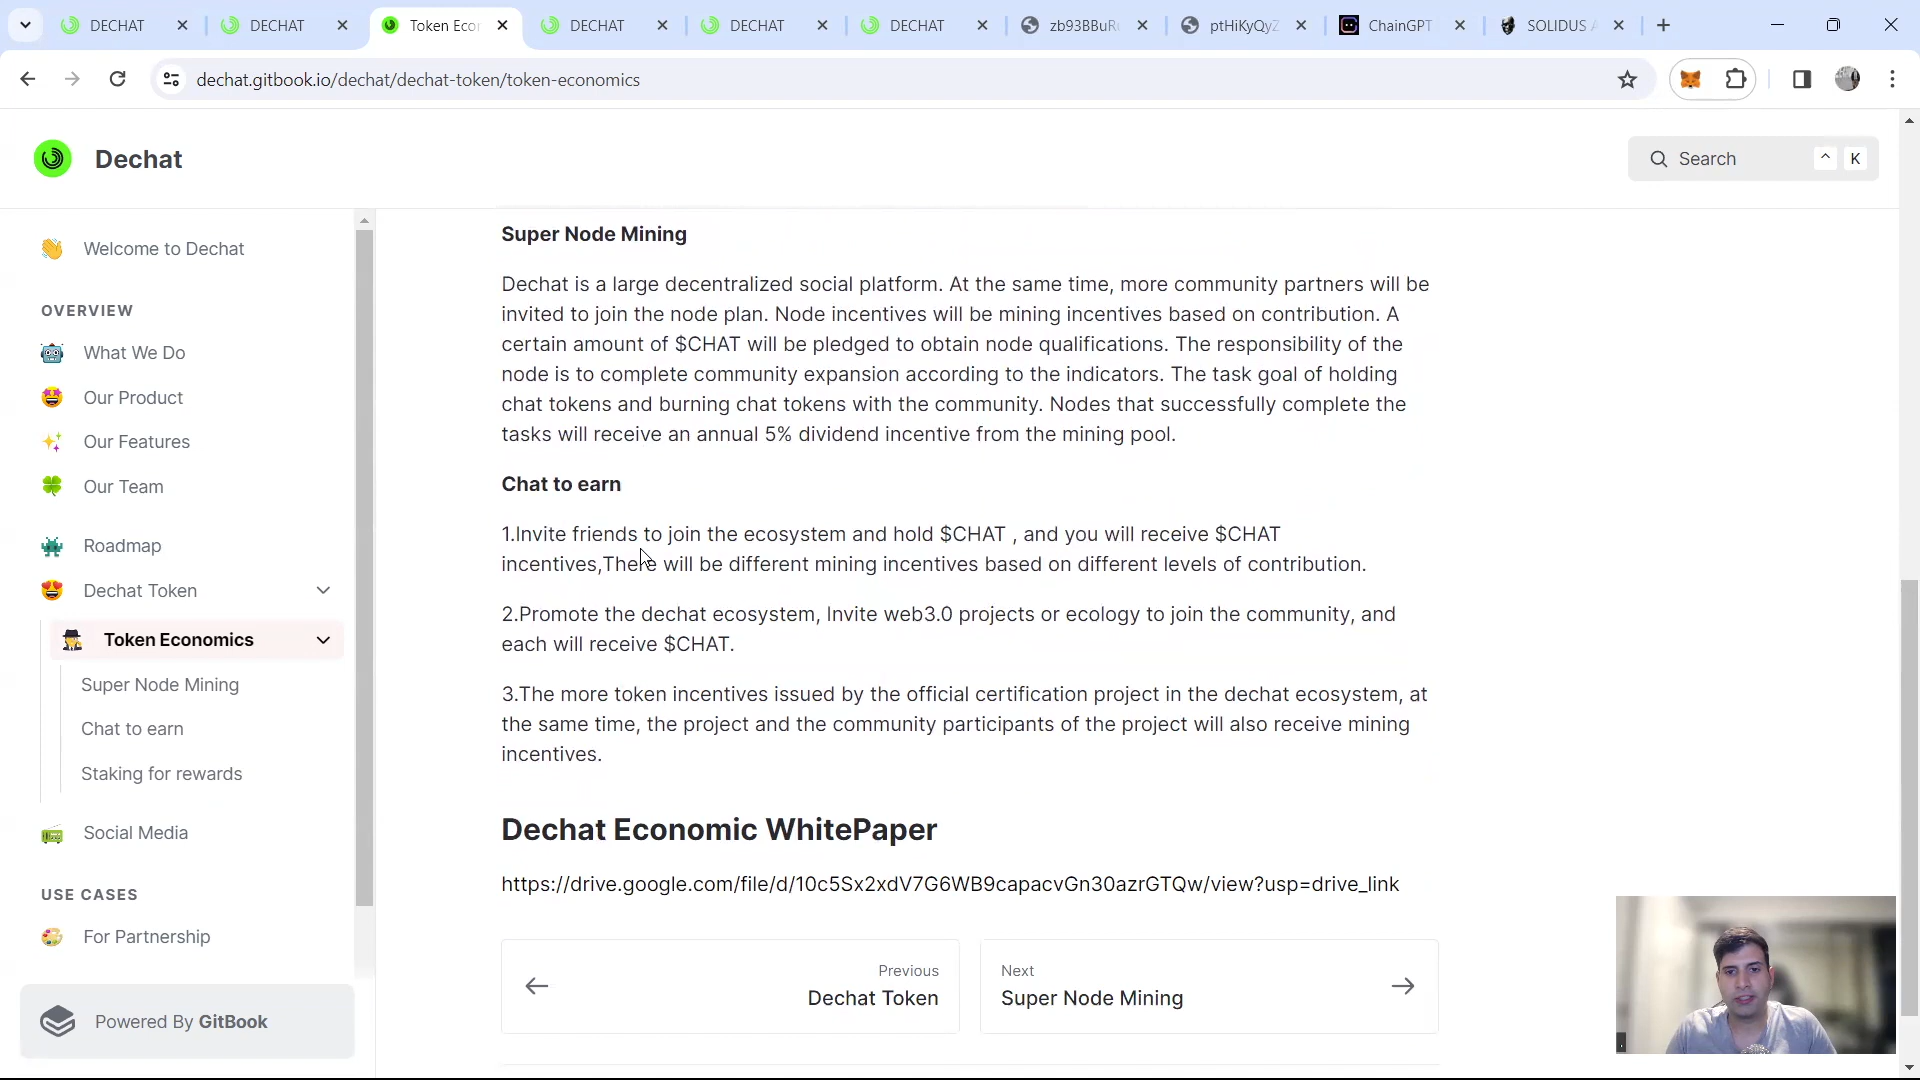 DECHAT
DECHAT
Token Ecor
DECHAT
DECHAT
DECHAT
zb93BBuR
ptHiKyQyZ
ChainGPT
SOLIDUS A
dechat.gitbook.io/dechat/dechat-token/token-economics
Dechat
Search
^ K
Welcome to Dechat
OVERVIEW
What We Do
Our Product
Our Features
Our Team
Roadmap
Dechat Token
Token Economics
Super Node Mining
Chat to earn
Staking for rewards
Social Media
USE CASES
For Partnership
Powered By GitBook
Super Node Mining
Dechat is a large decentralized social platform. At the same time, more community partners will be
invited to join the node plan. Node incentives will be mining incentives based on contribution. A
certain amount of $CHAT will be pledged to obtain node qualifications. The responsibility of the
node is to complete community expansion according to the indicators. The task goal of holding
chat tokens and burning chat tokens with the community. Nodes that successfully complete the
tasks will receive an annual 5% dividend incentive from the mining pool.
Chat to earn
1.Invite friends to join the ecosystem and hold $CHAT , and you will receive $CHAT
incentives,There will be different mining incentives based on different levels of contribution.
2.Promote the dechat ecosystem, Invite web3.0 projects or ecology to join the community, and
each will receive $CHAT.
3.The more token incentives issued by the official certification project in the dechat ecosystem, at
the same time, the project and the community participants of the project will also receive mining
incentives.
Dechat Economic WhitePaper
https://drive.google.com/file/d/10c5Sx2xdV7G6WB9capacvGn30azrGTQw/view?usp=drive_link
Previous
Dechat Token
Next
Super Node Mining